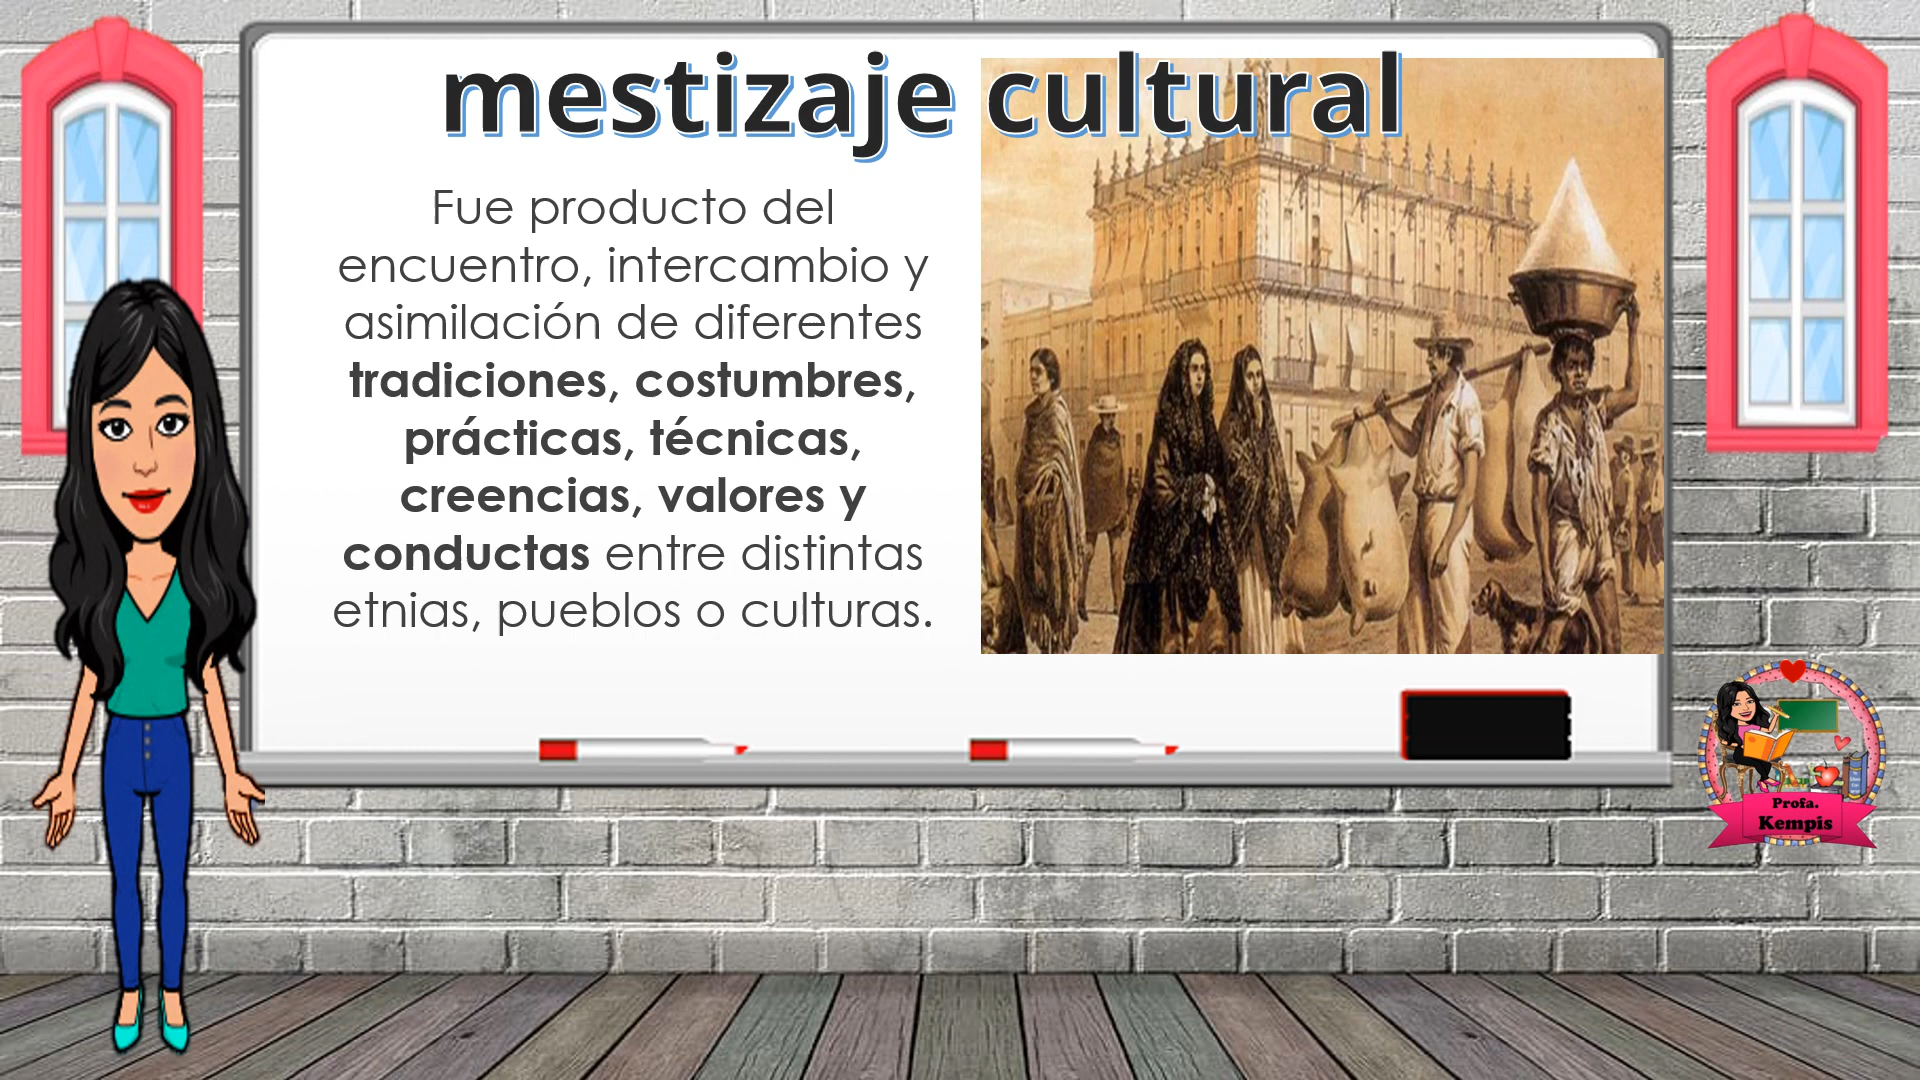 mestizaje cultural
Fue producto del
encuentro, intercambio y
asimilación de diferentes
tradiciones, costumbres,
prácticas, técnicas,
creencias, valores y
conductas entre distintas
etnias, pueblos o culturas.
Profa.
Kempis